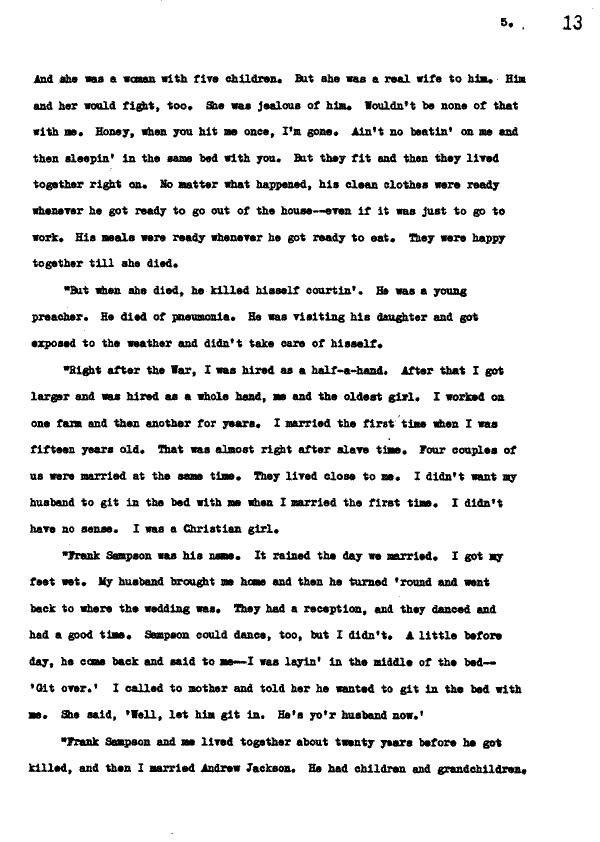 5. 13
And she was a woman with five children. But she was a real wife to him. Him
and her would fight, too. She was jealous of him. Wouldn't be none of that
with me. Honey, when you hit me once, I'm gone. Ain't no beatin' on me and
then sleepin' in the same bed with you. But they fit and then they lived
together right on. No matter what happened, his clean clothes were ready
whenever he got ready to go out of the house--even if it was just to go to
work. His meals were ready whenever he got ready to eat. They were happy
together till she died.
"But when she died, he killed hisself courtin'. He was a young
preacher. He died of pneumonia. He was visiting his daughter and got
exposed to the weather and didn't take care of hisself.
"Right after the War, I was hired as a half-a-hand. After that I got
larger and was hired as a whole hand, me and the oldest girl. I worked on
one farm and then another for years. I married the first time when I was
fifteen years old. That was almost right after slave time. Four couples of
us were married at the same time. They lived close to me. I didn't want my
husband to git in the bed with me when I married the first time. I didn't
have no sense. I was a Christian girl.
"Frank Sampson was his name. It rained the day we married. I got my
feet wet. My husband brought me home and then he turned 'round and went
back to where the wedding was. They had a reception, and they danced and
had a good time. Sampson could dance, too, but I didn't. A little before
day, he come back and said to me--I was layin' in the middle of the bed--
'Git over.' I called to mother and told her he wanted to git in the bed with
me. She said, 'Well, let him git in. He's yo'r husband now.'
"Frank Sampson and me lived together about twenty years before he got
killed, and then I married Andrew Jackson. He had children and grandchildren.